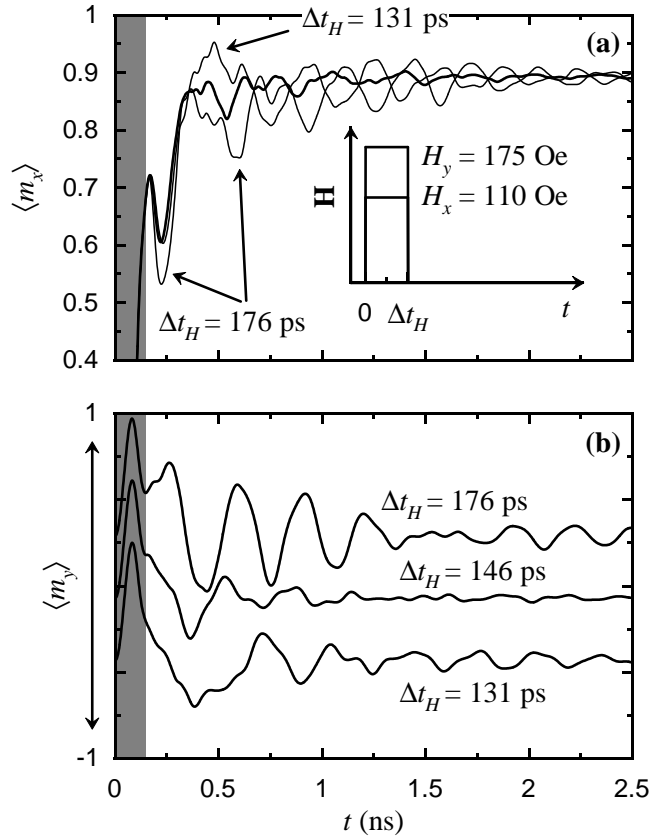 1
0.9
0.8
0.7
0.6
0.5
0.4
⟨m_x⟩
Δt_H = 131 ps
(a)
H
H_y = 175 Oe
H_x = 110 Oe
0 Δt_H t
Δt_H = 176 ps
1
-1
⟨m_y⟩
(b)
Δt_H = 176 ps
Δt_H = 146 ps
Δt_H = 131 ps
0 0.5 1 1.5 2 2.5
t (ns)